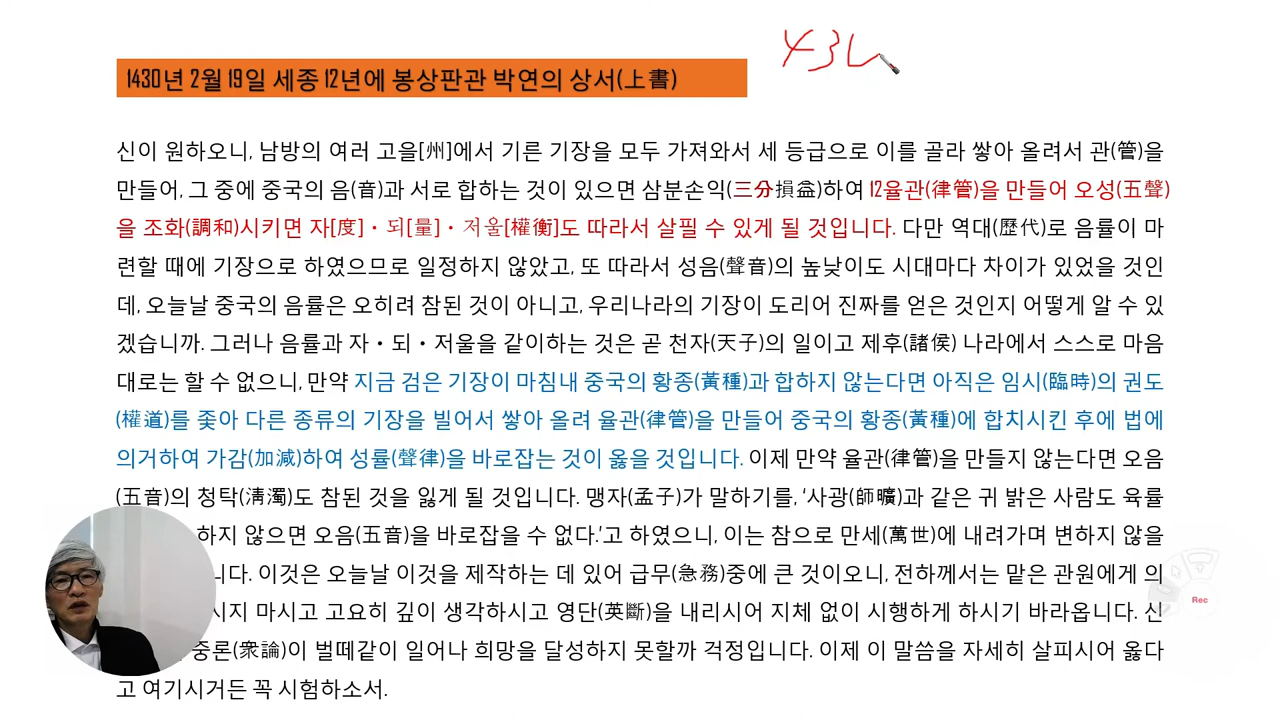 1430년 2월 19일 세종 12년에 봉상판관 박연의 상서(上書)
신이 원하오니, 남방의 여러 고을[州]에서 기른 기장을 모두 가져와서 세 등급으로 이를 골라 쌓아 올려서 관(管)을
만들어, 그 중에 중국의 음(音)과 서로 합하는 것이 있으면 삼분손익(三分損益)하여 12율관(律管)을 만들어 오성(五聲)
을 조화(調和)시키면 자[度]・되[量]・저울[權衡]도 따라서 살필 수 있게 될 것입니다. 다만 역대(歷代)로 음률이 마
련할 때에 기장으로 하였으므로 일정하지 않았고, 또 따라서 성음(聲音)의 높낮이도 시대마다 차이가 있었을 것인
데, 오늘날 중국의 음률은 오히려 참된 것이 아니고, 우리나라의 기장이 도리어 진짜를 얻은 것인지 어떻게 알 수 있
겠습니까. 그러나 음률과 자・되・저울을 같이하는 것은 곧 천자(天子)의 일이고 제후(諸侯) 나라에서 스스로 마음
대로는 할 수 없으니, 만약 지금 검은 기장이 마침내 중국의 황종(黃種)과 합하지 않는다면 아직은 임시(臨時)의 권도
(權道)를 좇아 다른 종류의 기장을 빌어서 쌓아 올려 율관(律管)을 만들어 중국의 황종(黃種)에 합치시킨 후에 법에
의거하여 가감(加減)하여 성률(聲律)을 바로잡는 것이 옳을 것입니다. 이제 만약 율관(律管)을 만들지 않는다면 오음
(五音)의 청탁(淸濁)도 참된 것을 잃게 될 것입니다. 맹자(孟子)가 말하기를, ‘사광(師曠)과 같은 귀 밝은 사람도 육률
하지 않으면 오음(五音)을 바로잡을 수 없다.’고 하였으니, 이는 참으로 만세(萬世)에 내려가며 변하지 않을
니다. 이것은 오늘날 이것을 제작하는 데 있어 급무(急務)중에 큰 것이오니, 전하께서는 맡은 관원에게 의
시지 마시고 고요히 깊이 생각하시고 영단(英斷)을 내리시어 지체 없이 시행하게 하시기 바라옵니다. 신
중론(衆論)이 벌떼같이 일어나 희망을 달성하지 못할까 걱정입니다. 이제 이 말씀을 자세히 살피시어 옳다
고 여기시거든 꼭 시험하소서.
Rec